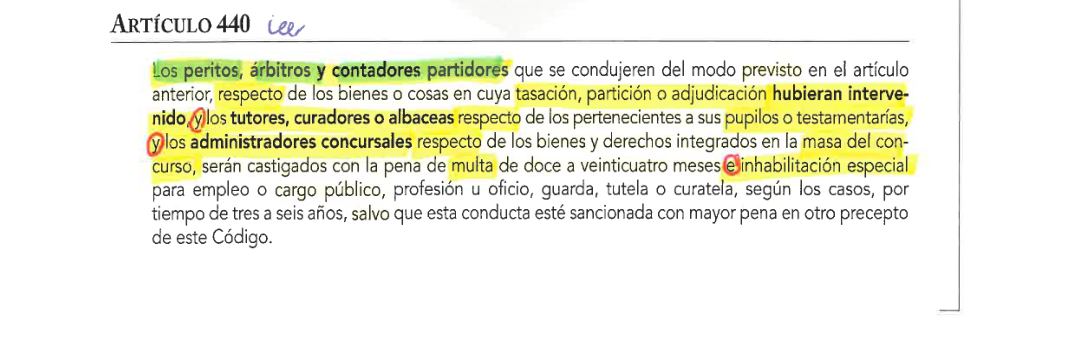 ARTÍCULO 440 leer
Los peritos, árbitros y contadores partidores que se condujeren del modo previsto en el artículo
anterior, respecto de los bienes o cosas en cuya tasación, partición o adjudicación hubieran interve-
nido, y los tutores, curadores o albaceas respecto de los pertenecientes a sus pupilos o testamentarías,
y los administradores concursales respecto de los bienes y derechos integrados en la masa del con-
curso, serán castigados con la pena de multa de doce a veinticuatro meses e inhabilitación especial
para empleo o cargo público, profesión u oficio, guarda, tutela o curatela, según los casos, por
tiempo de tres a seis años, salvo que esta conducta esté sancionada con mayor pena en otro precepto
de este Código.